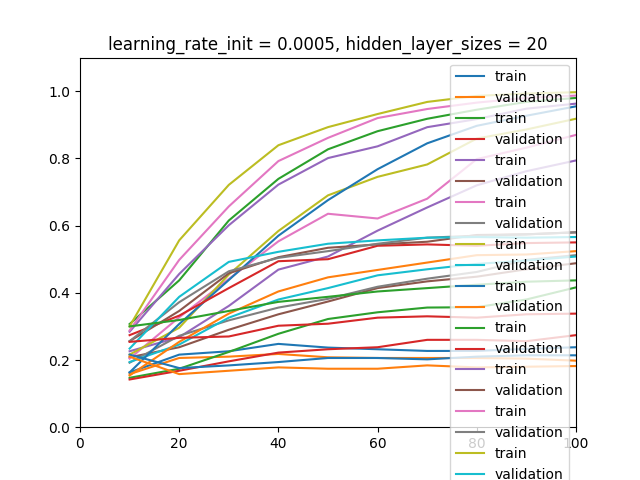 learning_rate_init = 0.0005, hidden_layer_sizes = 20
1.0
0.8
0.6
0.4
0.2
0.0
0
20
40
60
80
100
train
validation
train
validation
train
validation
train
validation
train
validation
train
validation
train
validation
train
validation
train
validation
train
validation